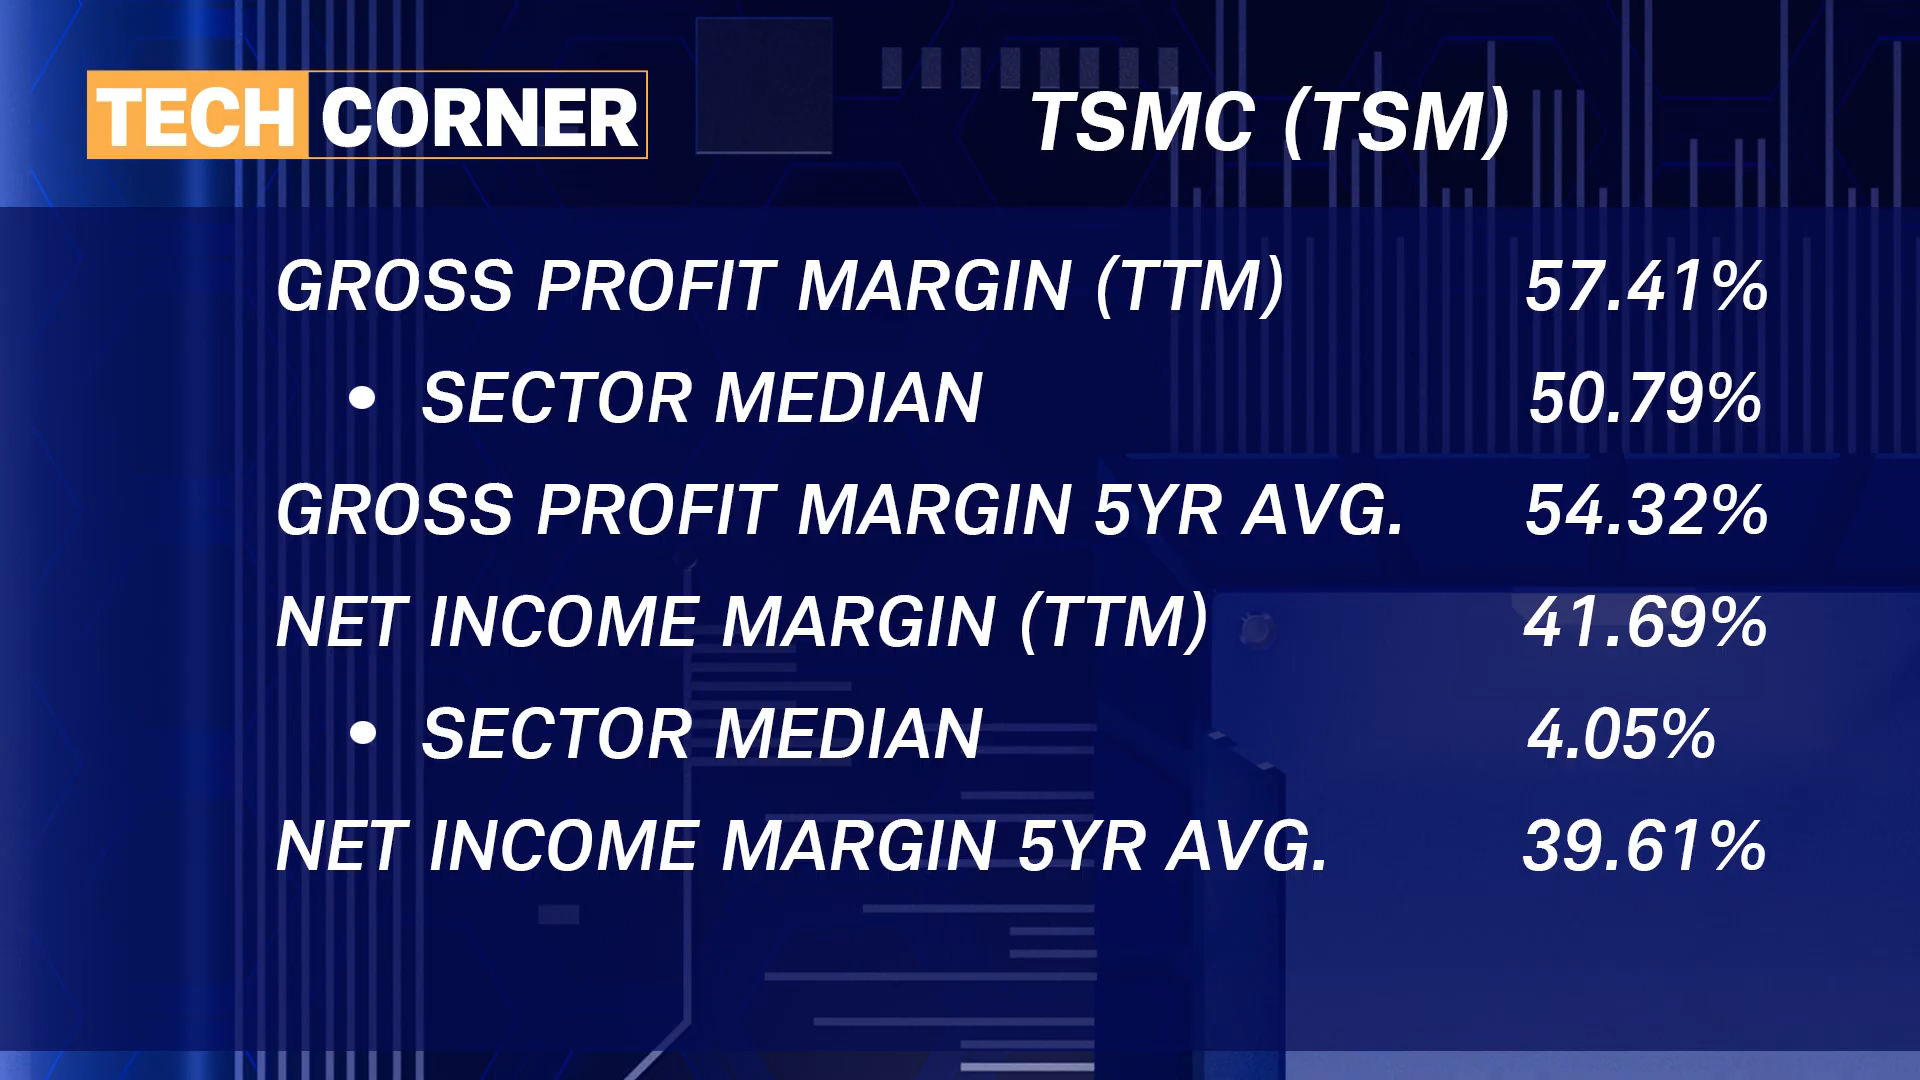 TECH CORNER
TSMC (TSM)
GROSS PROFIT MARGIN (TTM) 57.41%
• SECTOR MEDIAN 50.79%
GROSS PROFIT MARGIN 5YR AVG. 54.32%
NET INCOME MARGIN (TTM) 41.69%
• SECTOR MEDIAN 4.05%
NET INCOME MARGIN 5YR AVG. 39.61%